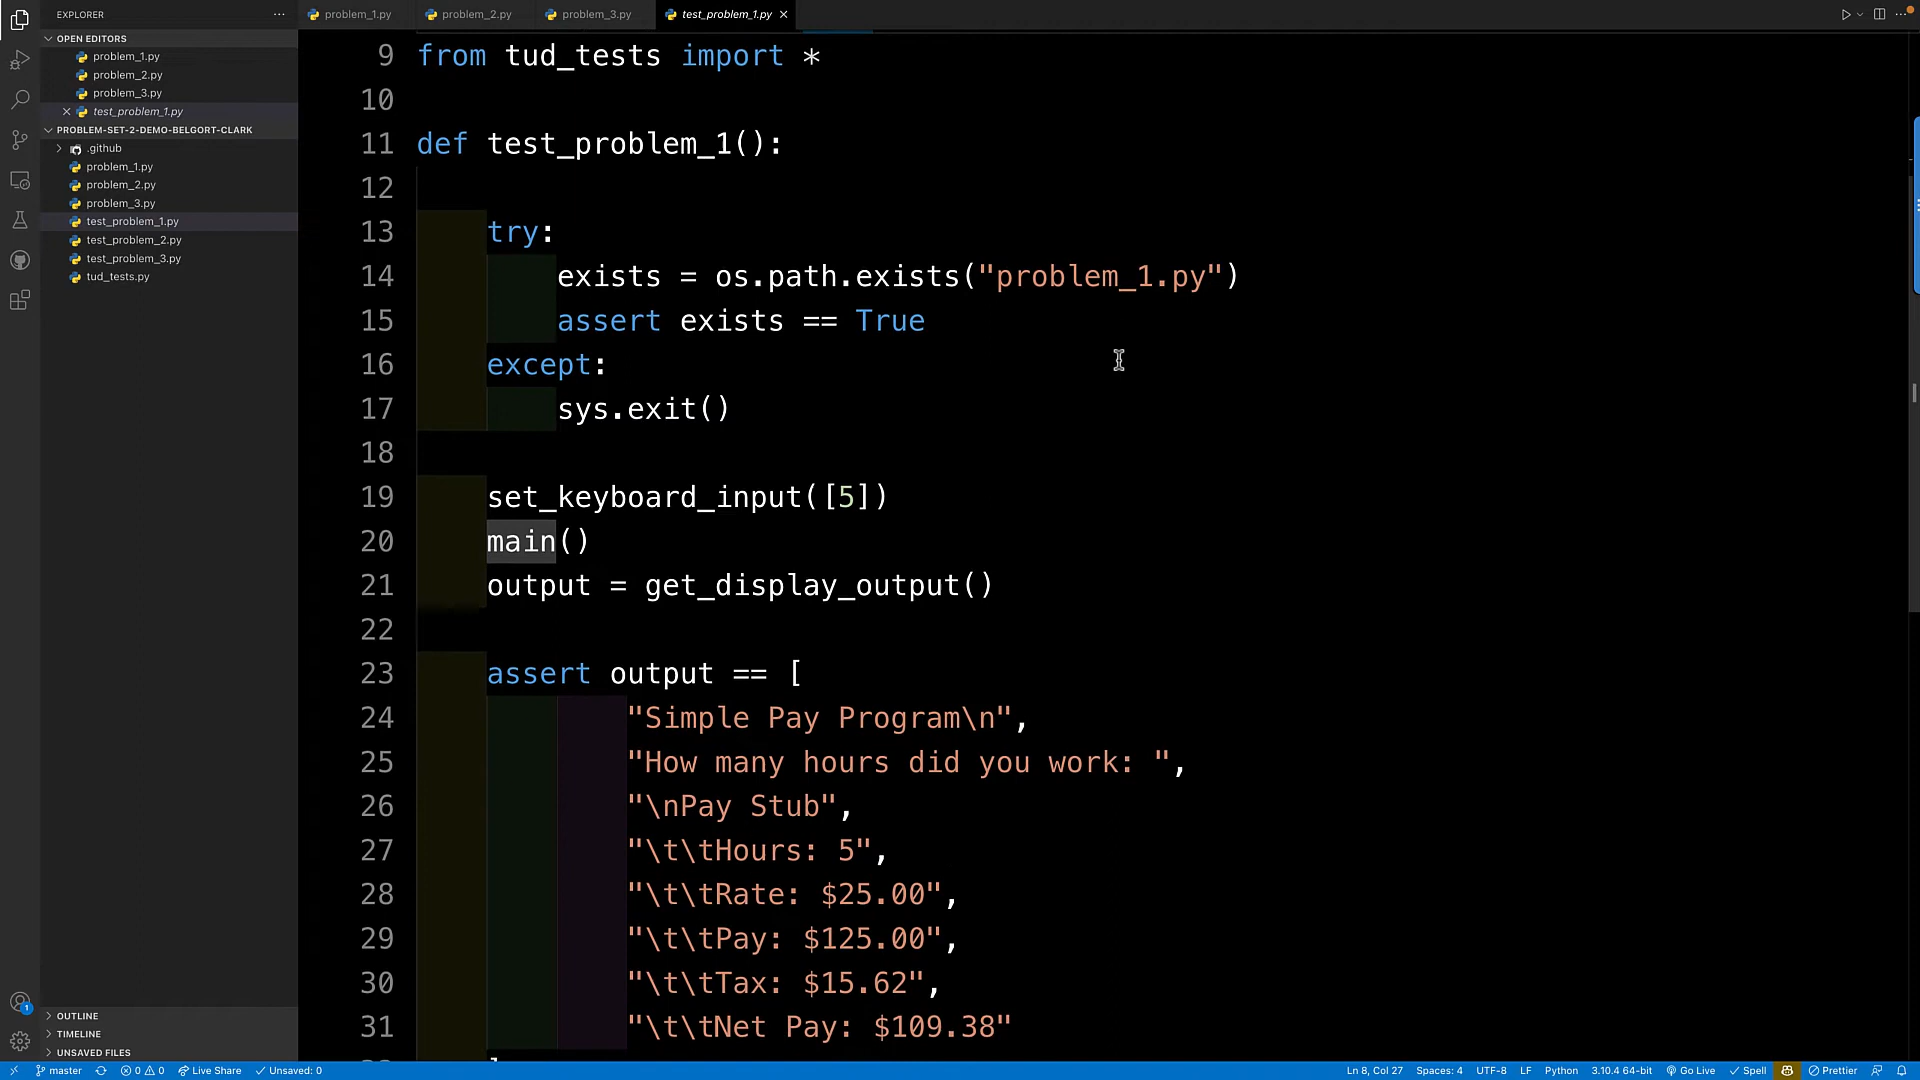 EXPLORER
OPEN EDITORS
problem_1.py
problem_2.py
problem_3.py
test_problem_1.py
PROBLEM-SET-2-DEMO-BELGORT-CLARK
.github
problem_1.py
problem_2.py
problem_3.py
test_problem_1.py
test_problem_2.py
test_problem_3.py
tud_tests.py
OUTLINE
TIMELINE
UNSAVED FILES
problem_1.py
problem_2.py
problem_3.py
test_problem_1.py
9 from tud_tests import *
10
11 def test_problem_1():
12
13 try:
14 exists = os.path.exists("problem_1.py")
15 assert exists == True
16 except:
17 sys.exit()
18
19 set_keyboard_input([5])
20 main()
21 output = get_display_output()
22
23 assert output == [
24 "Simple Pay Program\n",
25 "How many hours did you work: ",
26 "\nPay Stub",
27 "\t\tHours: 5",
28 "\t\tRate: $25.00",
29 "\t\tPay: $125.00",
30 "\t\tTax: $15.62",
31 "\t\tNet Pay: $109.38"
1
master 0 0 Live Share Unsaved: 0 Ln 8, Col 27 Spaces: 4 UTF-8 LF Python 3.10.4 64-bit Go Live Spell Prettier